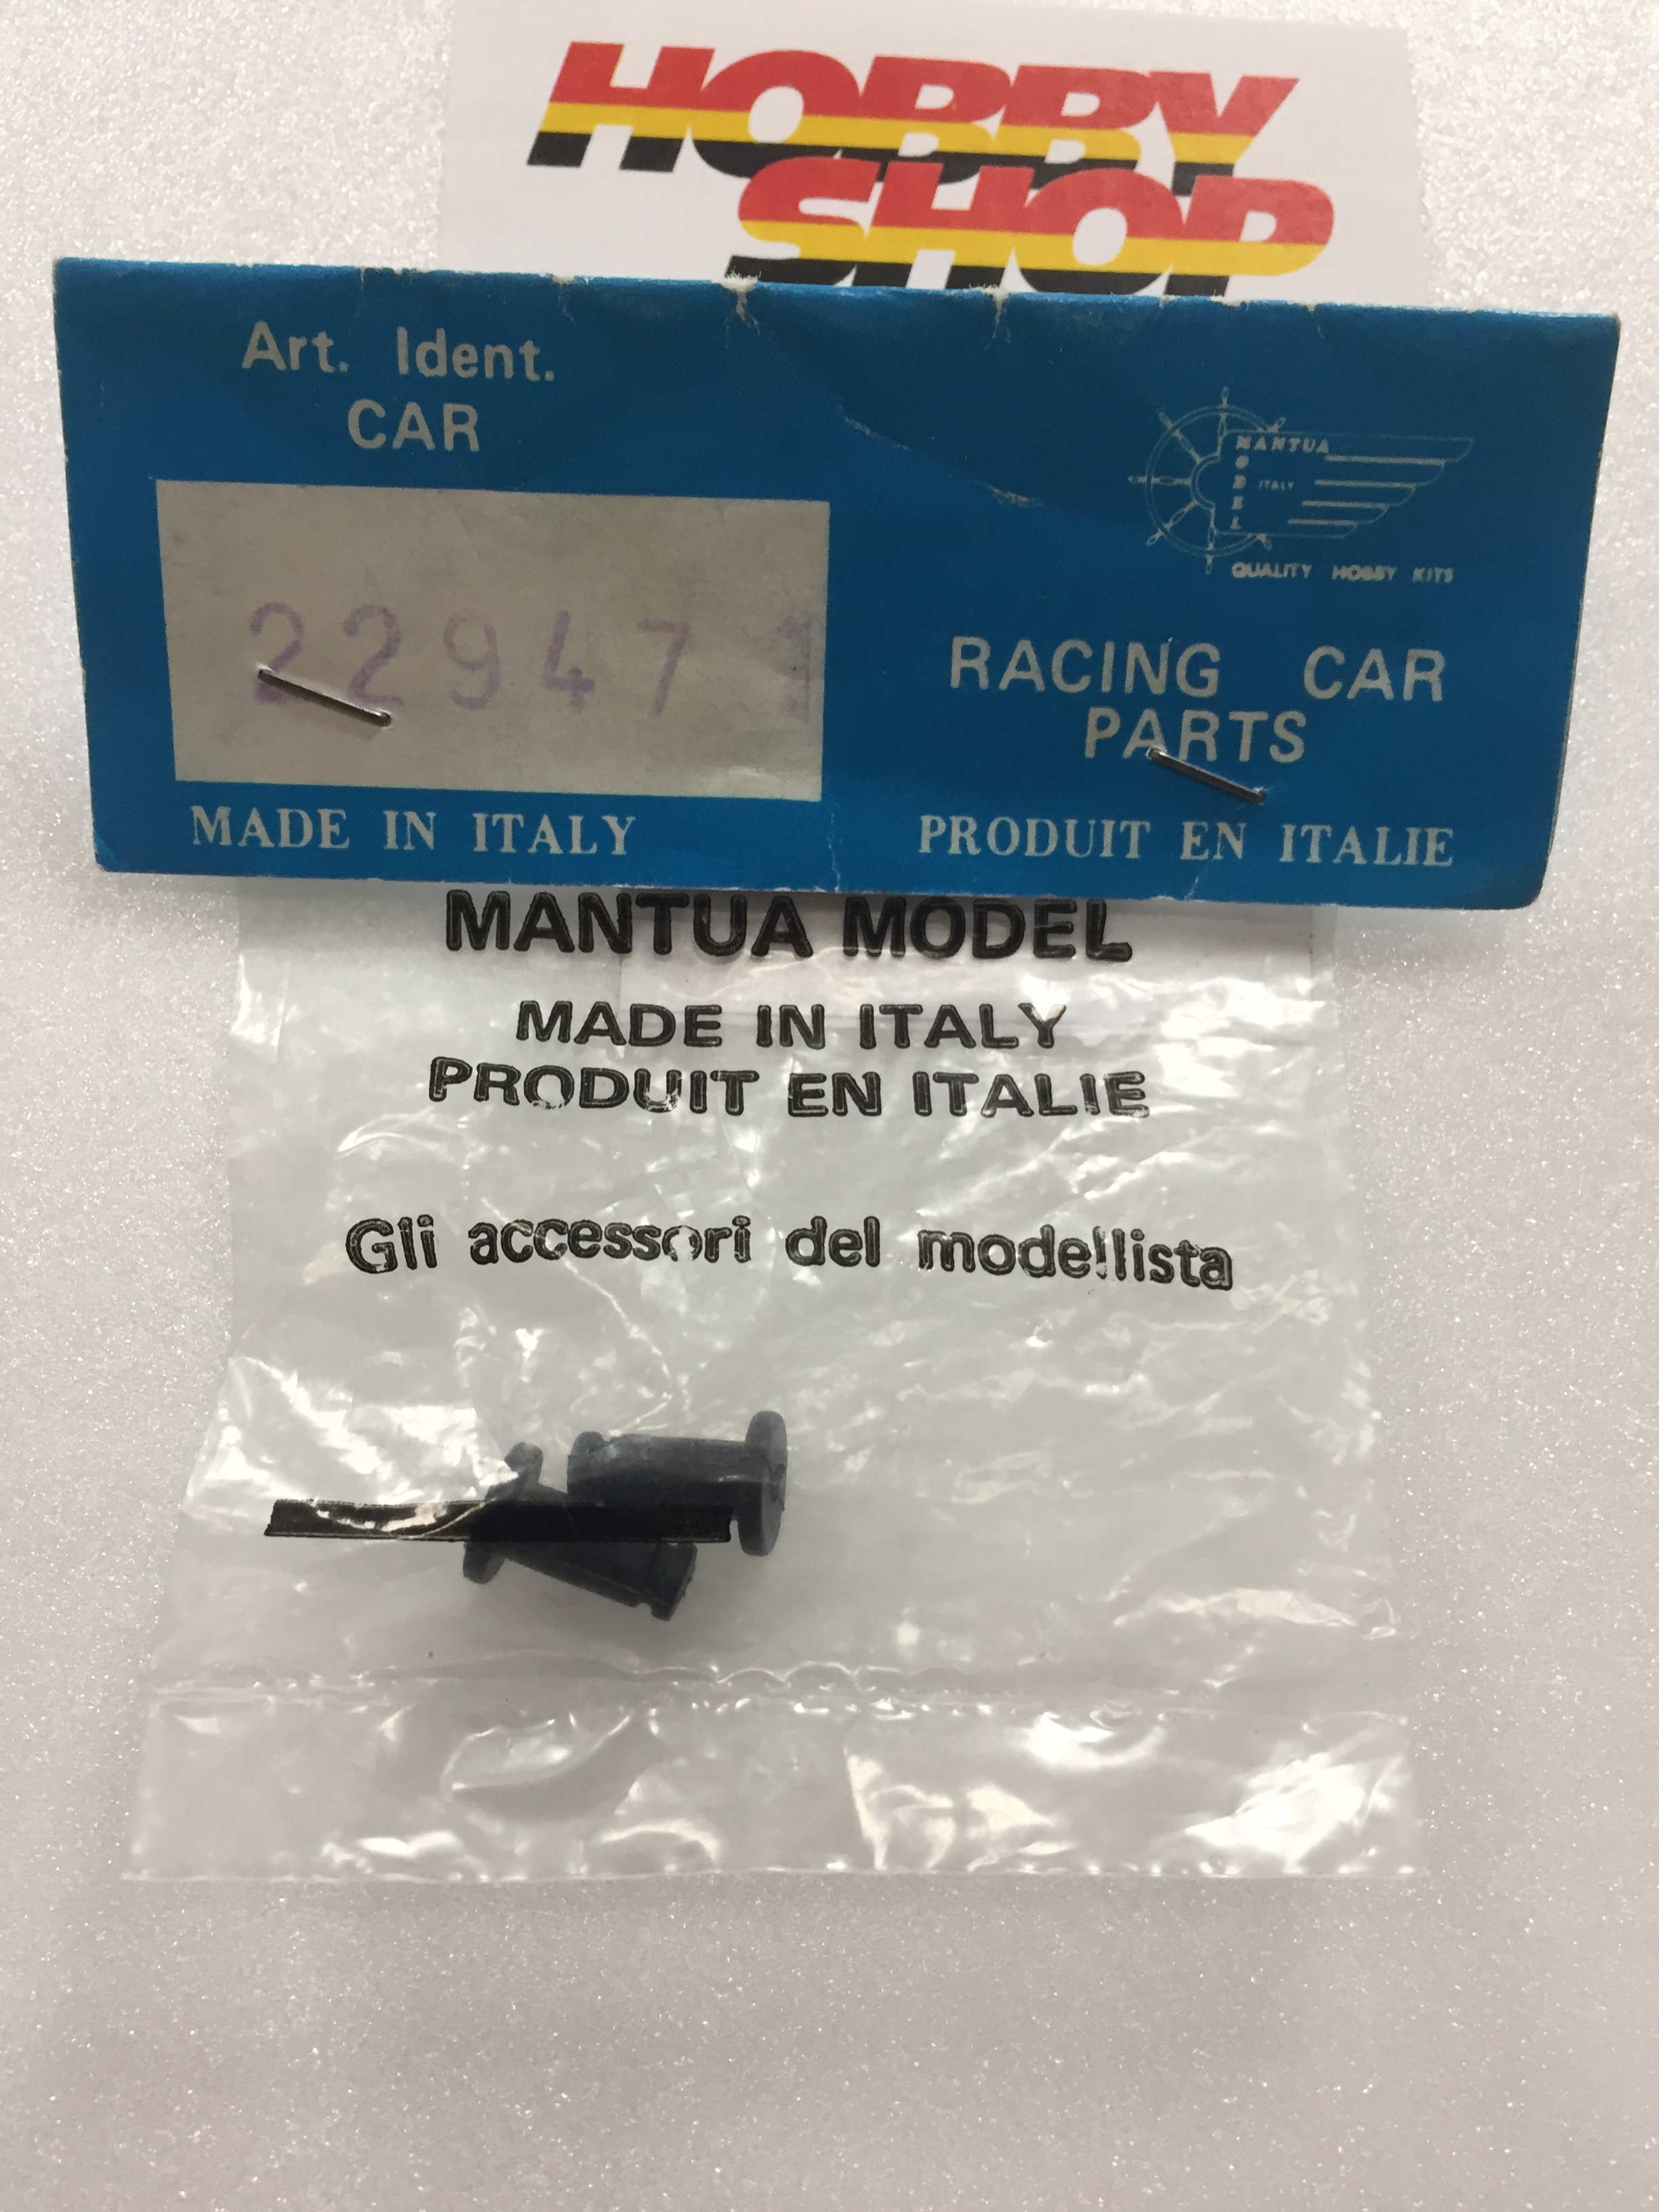 HOBBY
SHOP
Art. Ident.
CAR
22947
MANTUA
MODEL
ITALY
QUALITY HOBBY KITS
RACING CAR
PARTS
MADE IN ITALY
PRODUIT EN ITALIE
MANTUA MODEL
MADE IN ITALY
PRODUIT EN ITALIE
Gli accessori del modellista